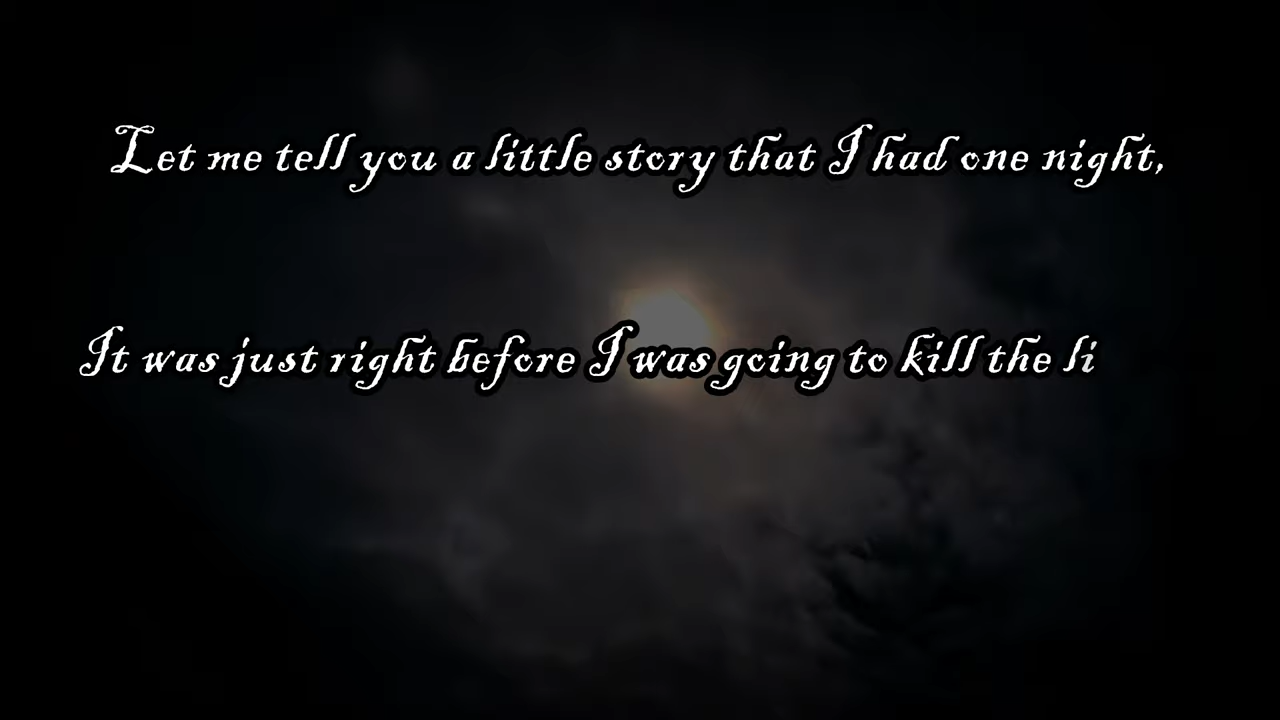 Let me tell you a little story that I had one night,
It was just right before I was going to kill the li